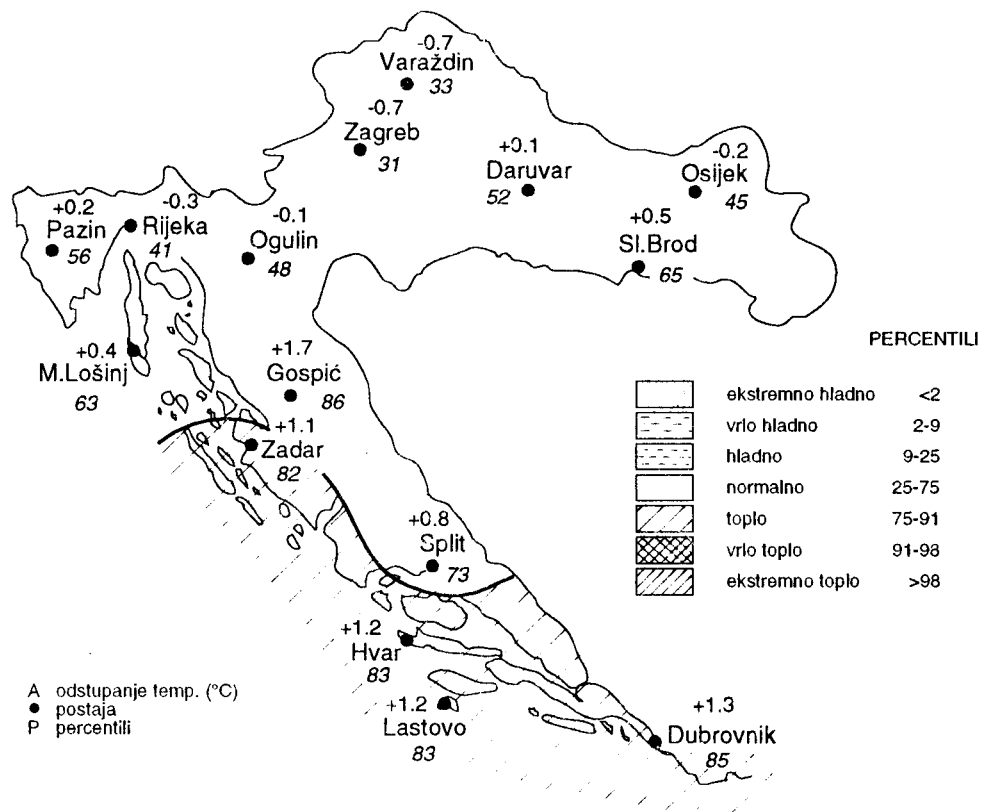 -0.7
Varaždin
33
-0.7
Zagreb
31
+0.1
Daruvar
52
-0.2
Osijek
45
+0.2
Pazin
56
-0.3
Rijeka
41
-0.1
Ogulin
48
+0.5
Sl.Brod
65
+0.4
M.Lošinj
63
+1.7
Gospić
86
+1.1
Zadar
82
+0.8
Split
73
+1.2
Hvar
83
+1.2
Lastovo
83
+1.3
Dubrovnik
85
PERCENTILI
ekstremno hladno <2
vrlo hladno 2-9
hladno 9-25
normalno 25-75
toplo 75-91
vrlo toplo 91-98
ekstremno toplo >98
A odstupanje temp. (°C)
● postaja
P percentili